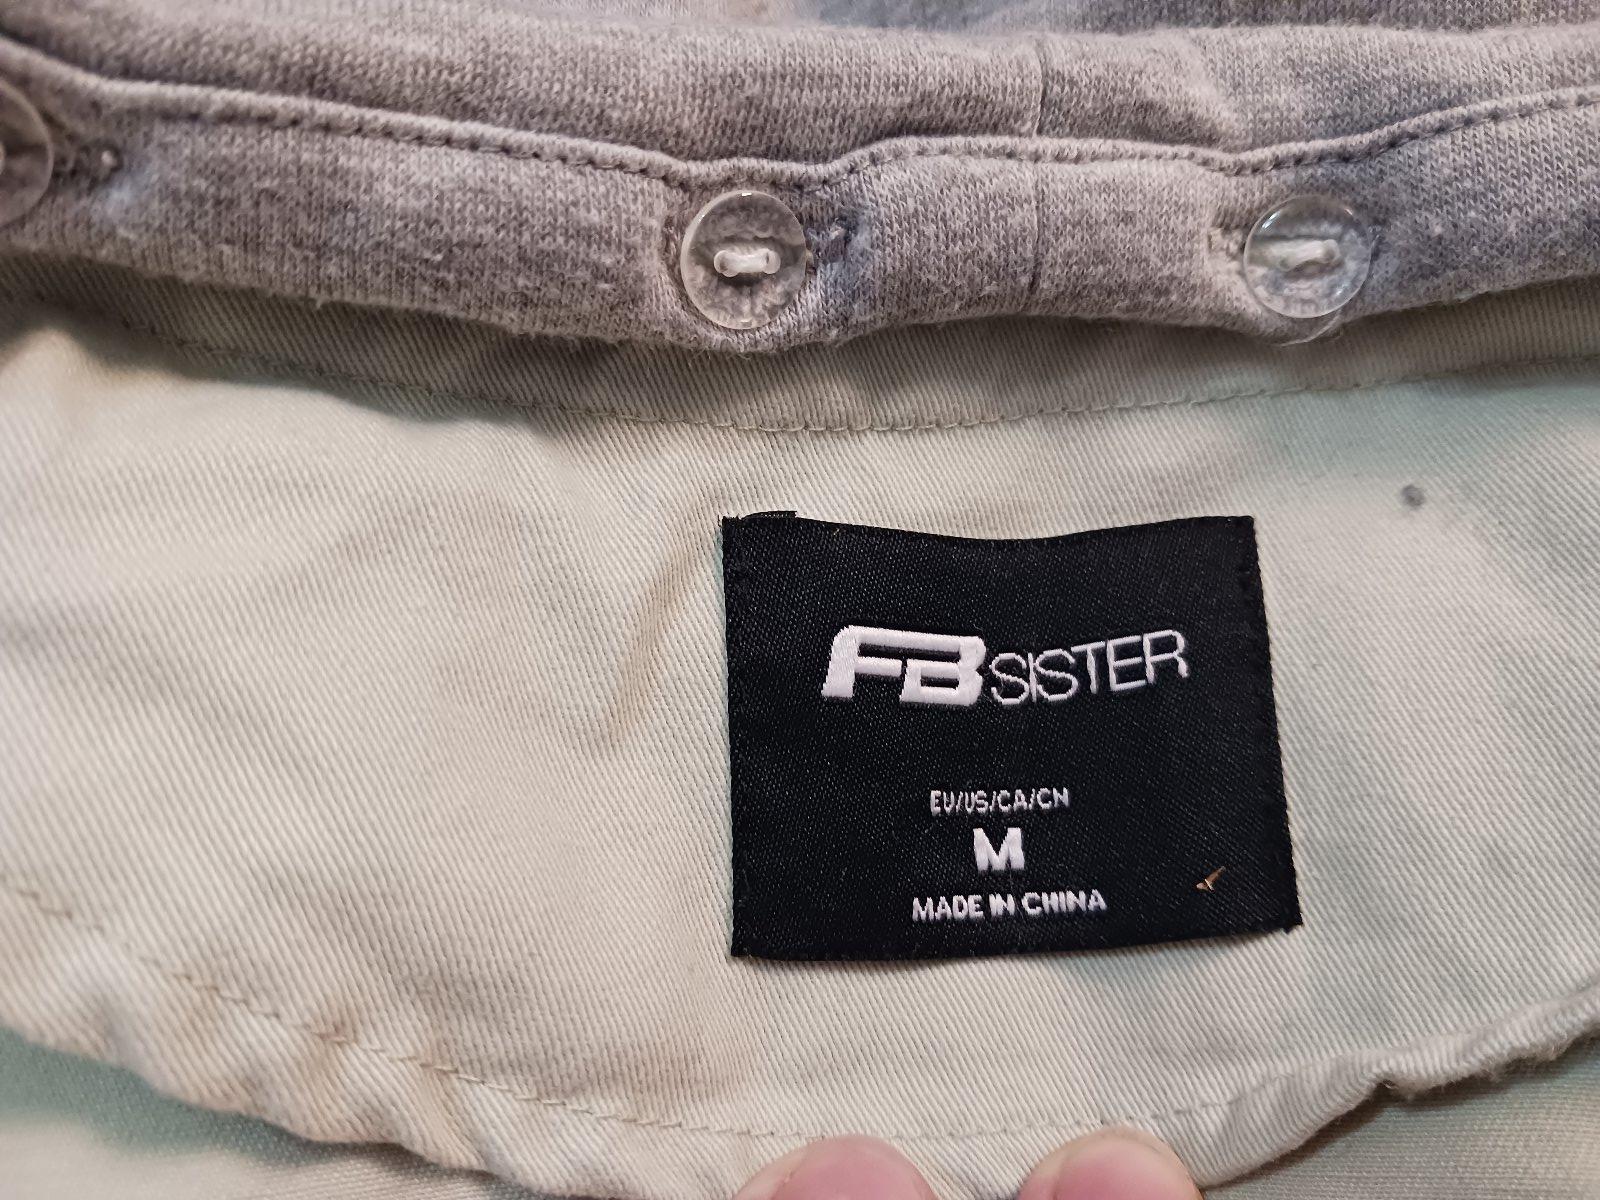 FB SISTER
EU/US/CA/CN
M
MADE IN CHINA